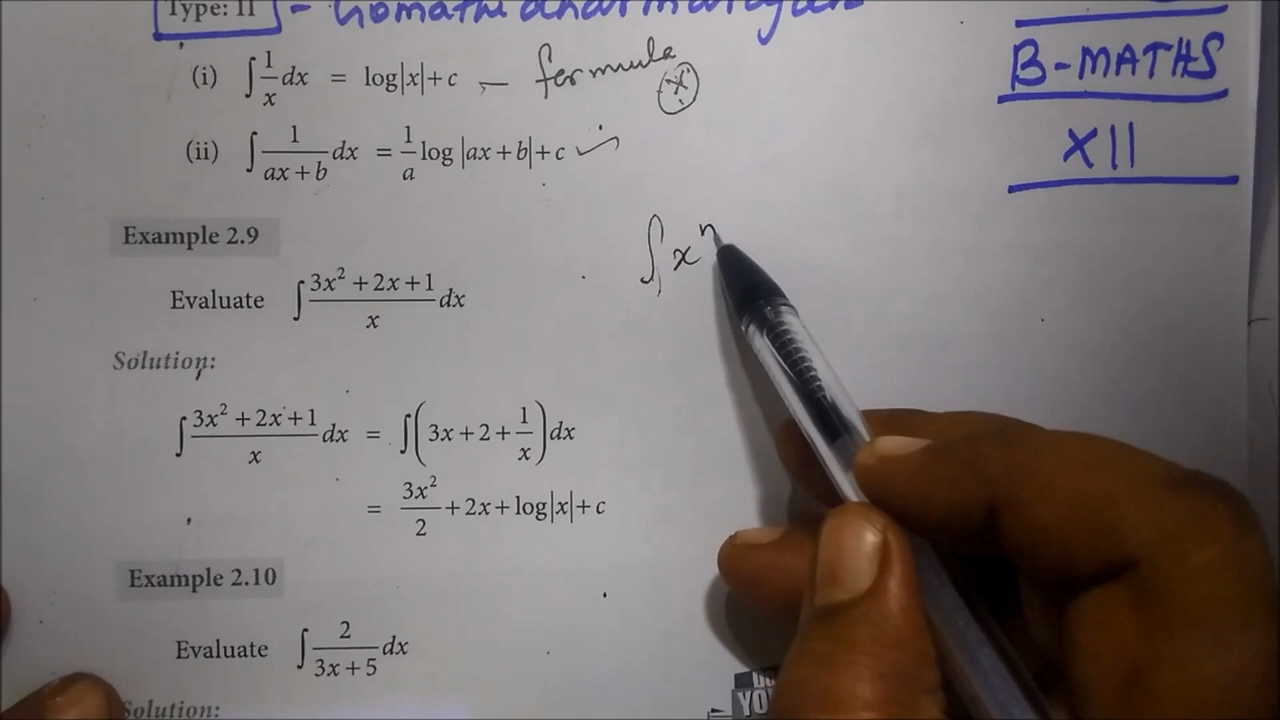 Type: II -
B-MATHS
XII
(i) ∫ 1/x dx = log|x| + c — formula
(ii) ∫ 1/(ax+b) dx = 1/a log |ax+b| + c
Example 2.9
∫ xⁿ
Evaluate ∫ (3x² + 2x + 1)/x dx
Solution:
∫ (3x² + 2x + 1)/x dx = ∫ (3x + 2 + 1/x) dx
= 3x²/2 + 2x + log|x| + c
Example 2.10
Evaluate ∫ 2/(3x+5) dx
Solution:
YO